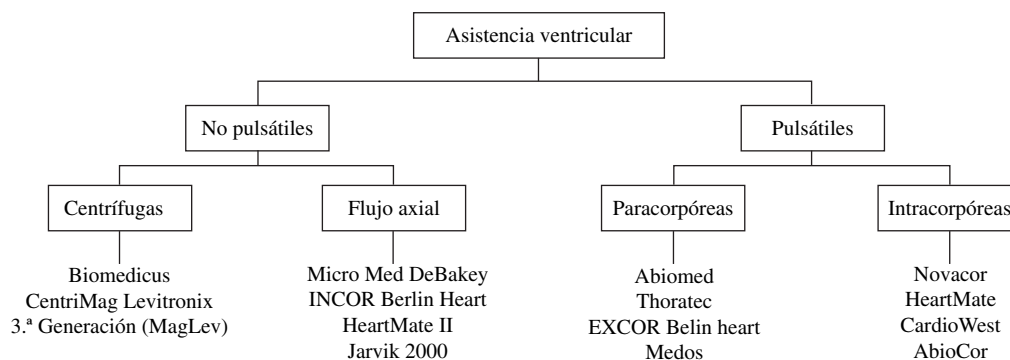 Asistencia ventricular
No pulsátiles
Pulsátiles
Centrífugas
Flujo axial
Paracorpóreas
Intracorpóreas
Biomedicus
CentriMag Levitronix
3.ª Generación (MagLev)
Micro Med DeBakey
INCOR Berlin Heart
HeartMate II
Jarvik 2000
Abiomed
Thoratec
EXCOR Belin heart
Medos
Novacor
HeartMate
CardioWest
AbioCor